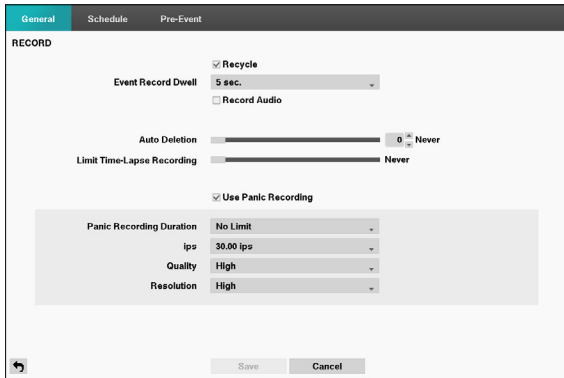 General Schedule Pre-Event
RECORD
Recycle
Event Record Dwell 5 sec.
Record Audio
Auto Deletion 0 Never
Limit Time-Lapse Recording Never
Use Panic Recording
Panic Recording Duration No Limit
ips 30.00 ips
Quality High
Resolution High
Save Cancel